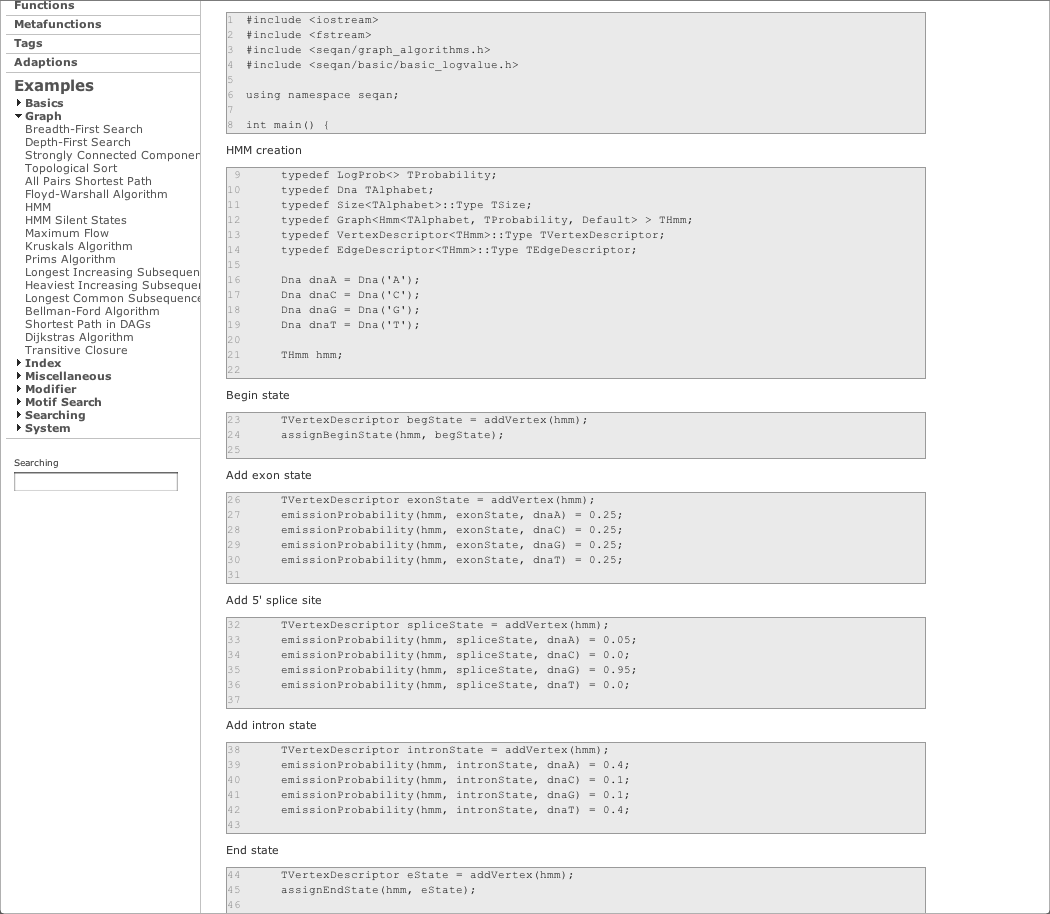 Functions
Metafunctions
Tags
Adaptions
Examples
Basics
Graph
Breadth-First Search
Depth-First Search
Strongly Connected Componen
Topological Sort
All Pairs Shortest Path
Floyd-Warshall Algorithm
HMM
HMM Silent States
Maximum Flow
Kruskals Algorithm
Prims Algorithm
Longest Increasing Subsequen
Heaviest Increasing Subsequer
Longest Common Subsequence
Bellman-Ford Algorithm
Shortest Path in DAGs
Dijkstras Algorithm
Transitive Closure
Index
Miscellaneous
Modifier
Motif Search
Searching
System
Searching
1 #include <iostream>
2 #include <fstream>
3 #include <seqan/graph_algorithms.h>
4 #include <seqan/basic/basic_logvalue.h>
5
6 using namespace seqan;
7
8 int main() {
HMM creation
9 typedef LogProb<> TProbability;
10 typedef Dna TAlphabet;
11 typedef Size<TAlphabet>::Type TSize;
12 typedef Graph<Hmm<TAlphabet, TProbability, Default> > THmm;
13 typedef VertexDescriptor<THmm>::Type TVertexDescriptor;
14 typedef EdgeDescriptor<THmm>::Type TEdgeDescriptor;
15
16 Dna dnaA = Dna('A');
17 Dna dnaC = Dna('C');
18 Dna dnaG = Dna('G');
19 Dna dnaT = Dna('T');
20
21 THmm hmm;
22
Begin state
23 TVertexDescriptor begState = addVertex(hmm);
24 assignBeginState(hmm, begState);
25
Add exon state
26 TVertexDescriptor exonState = addVertex(hmm);
27 emissionProbability(hmm, exonState, dnaA) = 0.25;
28 emissionProbability(hmm, exonState, dnaC) = 0.25;
29 emissionProbability(hmm, exonState, dnaG) = 0.25;
30 emissionProbability(hmm, exonState, dnaT) = 0.25;
31
Add 5' splice site
32 TVertexDescriptor spliceState = addVertex(hmm);
33 emissionProbability(hmm, spliceState, dnaA) = 0.05;
34 emissionProbability(hmm, spliceState, dnaC) = 0.0;
35 emissionProbability(hmm, spliceState, dnaG) = 0.95;
36 emissionProbability(hmm, spliceState, dnaT) = 0.0;
37
Add intron state
38 TVertexDescriptor intronState = addVertex(hmm);
39 emissionProbability(hmm, intronState, dnaA) = 0.4;
40 emissionProbability(hmm, intronState, dnaC) = 0.1;
41 emissionProbability(hmm, intronState, dnaG) = 0.1;
42 emissionProbability(hmm, intronState, dnaT) = 0.4;
43
End state
44 TVertexDescriptor eState = addVertex(hmm);
45 assignEndState(hmm, eState);
46